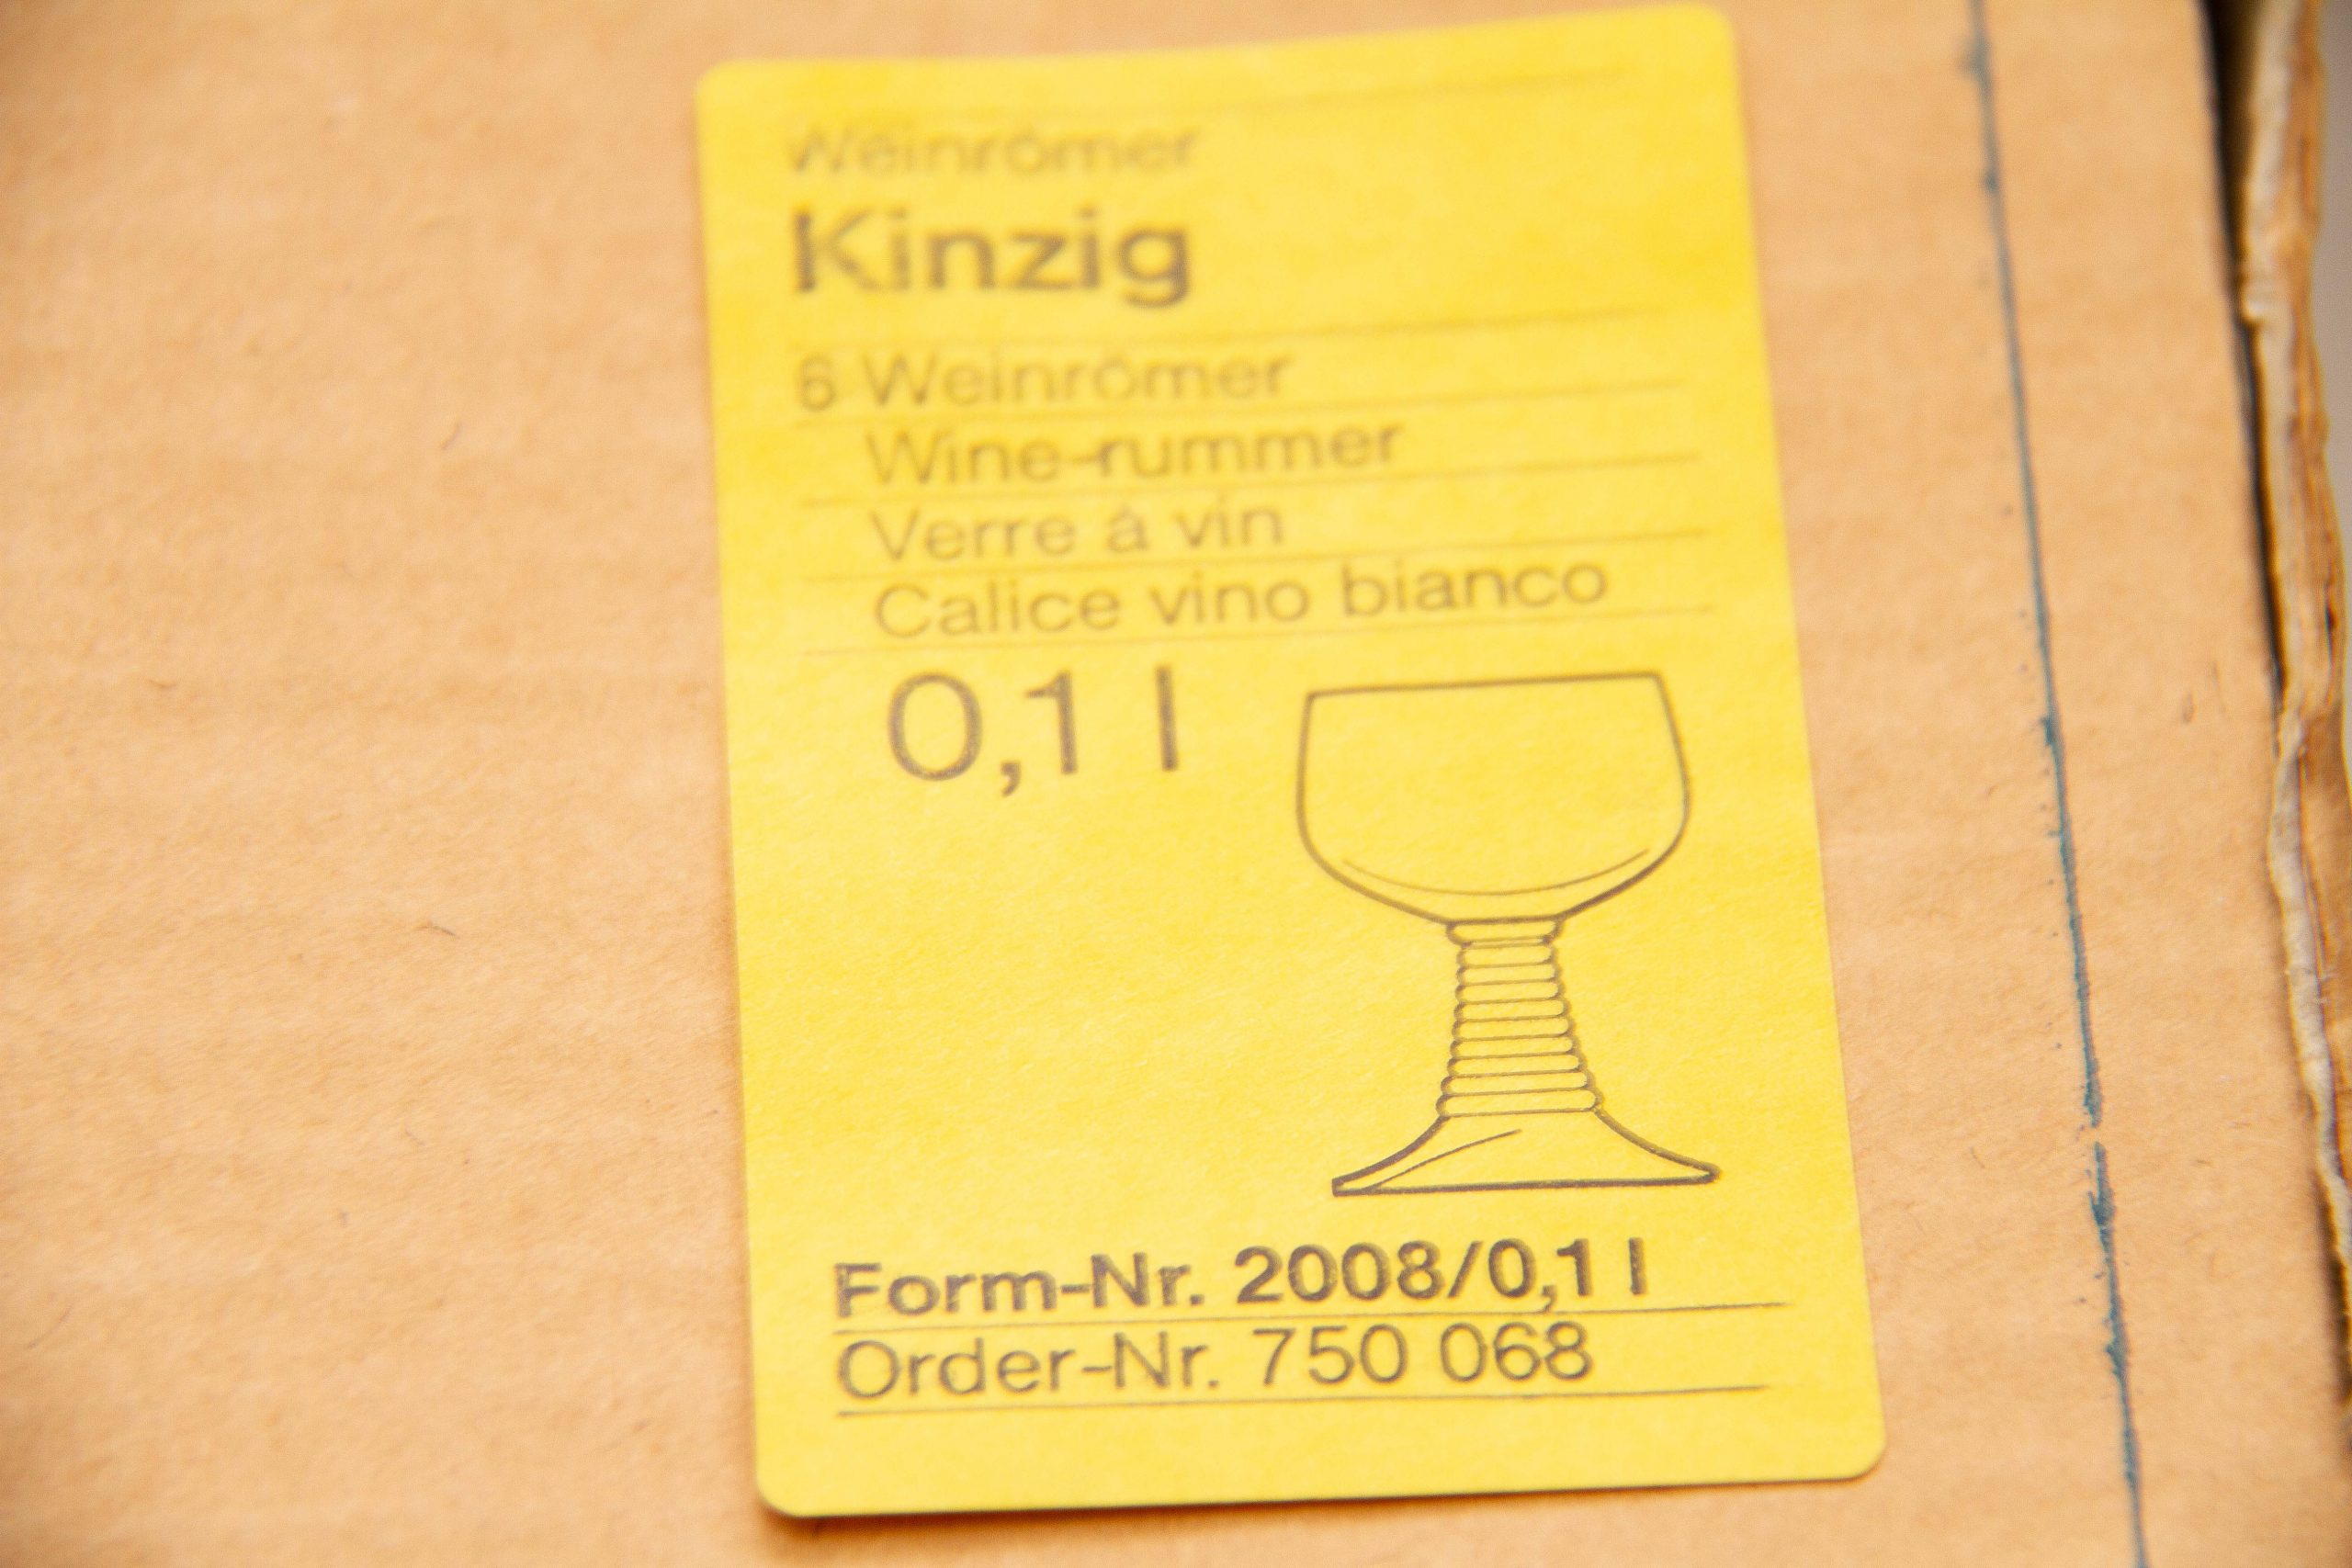 Weinrömer
Kinzig
6 Weinrömer
Wine-rummer
Verre à vin
Calice vino bianco
0,1 l
Form-Nr. 2008/0,1 l
Order-Nr. 750 068